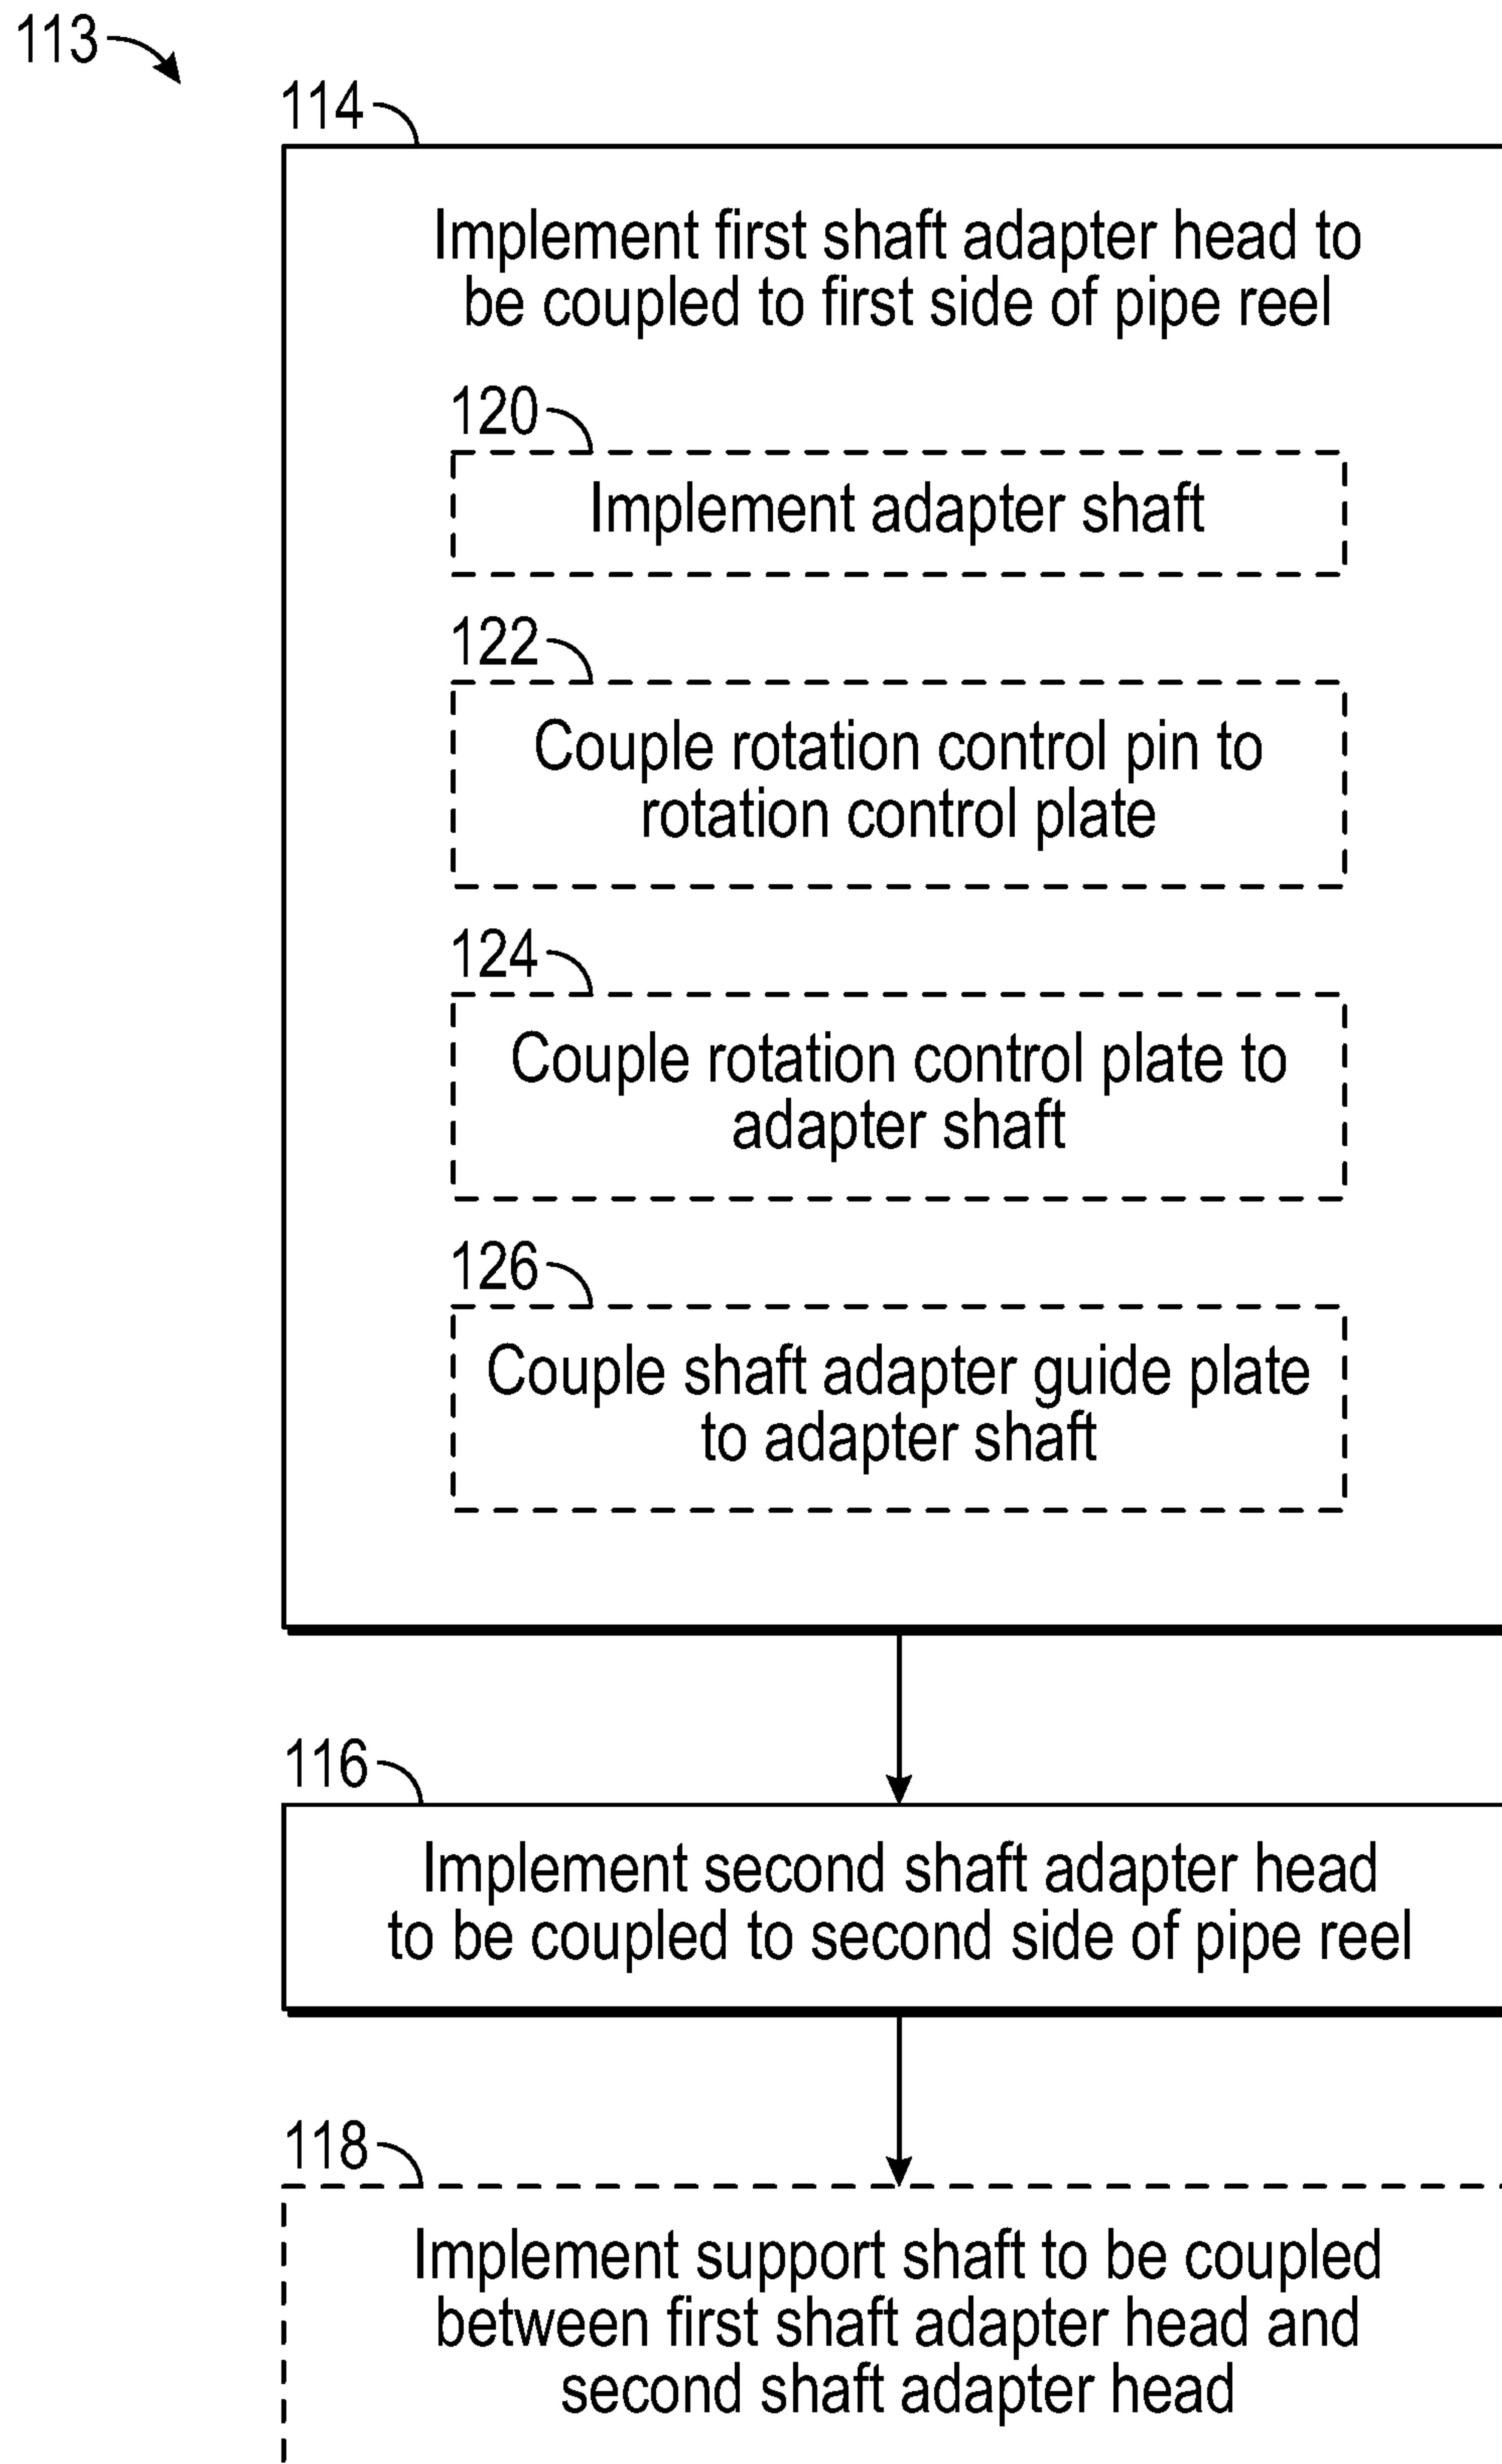 113
114
Implement first shaft adapter head to
be coupled to first side of pipe reel
120
Implement adapter shaft
122
Couple rotation control pin to
rotation control plate
124
Couple rotation control plate to
adapter shaft
126
Couple shaft adapter guide plate
to adapter shaft
116
Implement second shaft adapter head
to be coupled to second side of pipe reel
118
Implement support shaft to be coupled
between first shaft adapter head and
second shaft adapter head